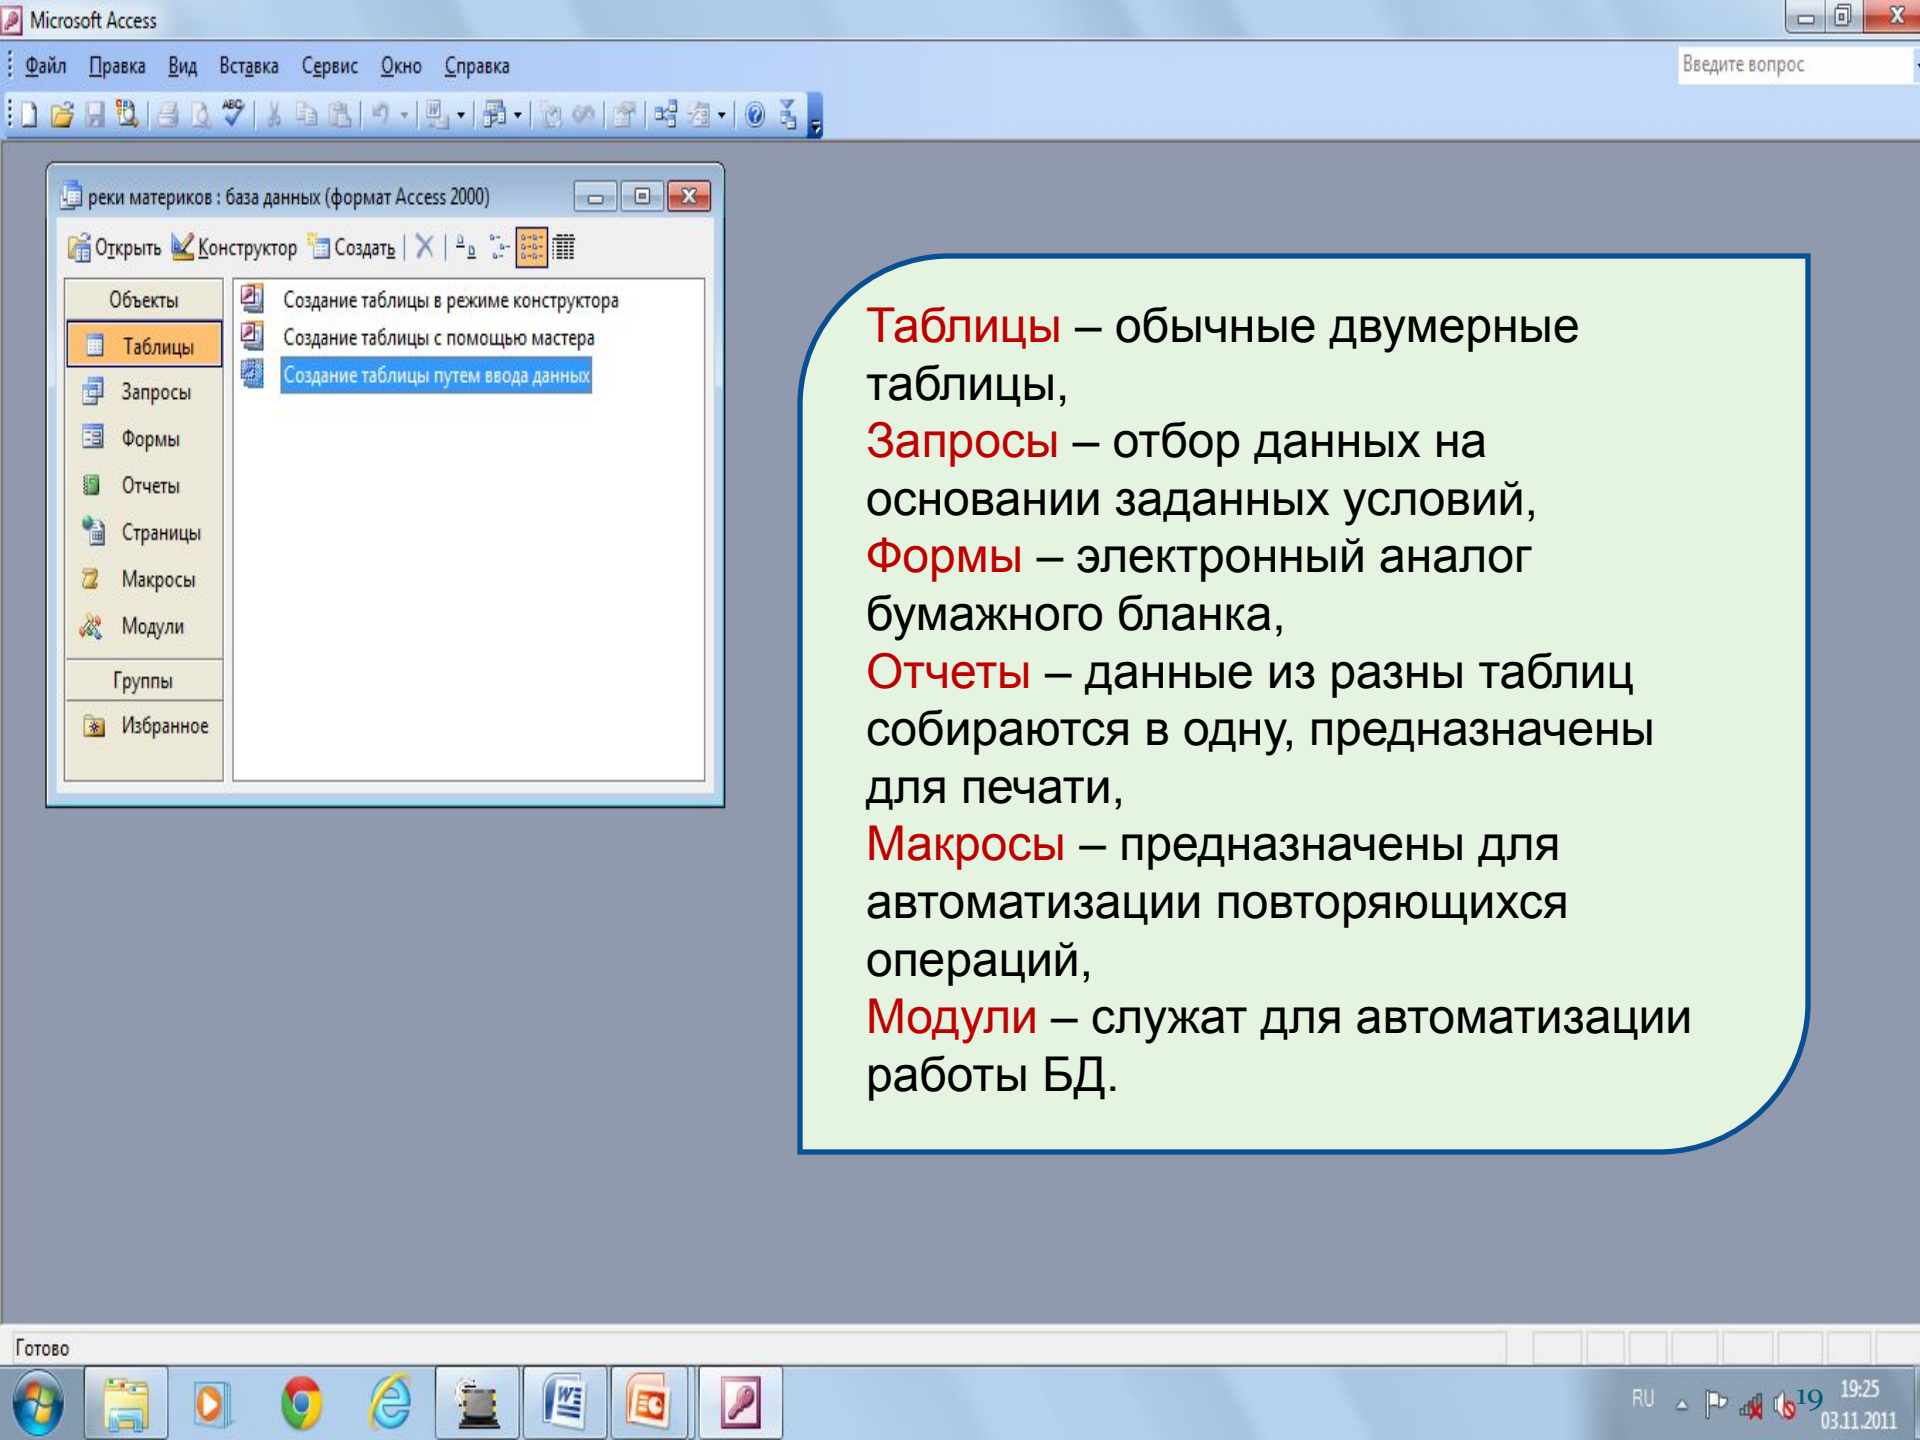 Microsoft Access
Файл Правка Вид Вставка Сервис Окно Справка
Введите вопрос
реки материков : база данных (формат Access 2000)
Открыть Конструктор Создать
Объекты
Таблицы
Запросы
Формы
Отчеты
Страницы
Макросы
Модули
Группы
Избранное
Создание таблицы в режиме конструктора
Создание таблицы с помощью мастера
Создание таблицы путем ввода данных
Таблицы – обычные двумерные
таблицы,
Запросы – отбор данных на
основании заданных условий,
Формы – электронный аналог
бумажного бланка,
Отчеты – данные из разны таблиц
собираются в одну, предназначены
для печати,
Макросы – предназначены для
автоматизации повторяющихся
операций,
Модули – служат для автоматизации
работы БД.
Готово
RU
19
19:25
03.11.2011